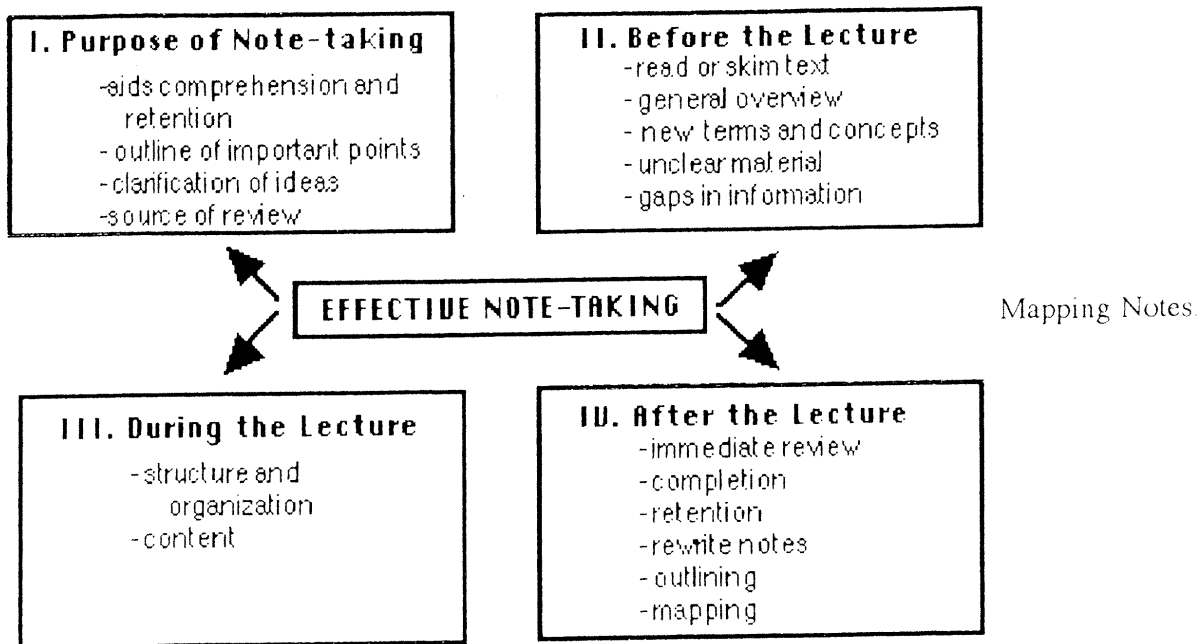 I. Purpose of Note-taking
-aids comprehension and
retention
- outline of important points
- clarification of ideas
-source of review
II. Before the Lecture
-read or skim text
- general overview
- new terms and concepts
- unclear material
- gaps in information
EFFECTIVE NOTE-TAKING
Mapping Notes.
III. During the Lecture
- structure and
organization
- content
IV. After the Lecture
-immediate review
-completion
-retention
-rewrite notes
- outlining
-mapping